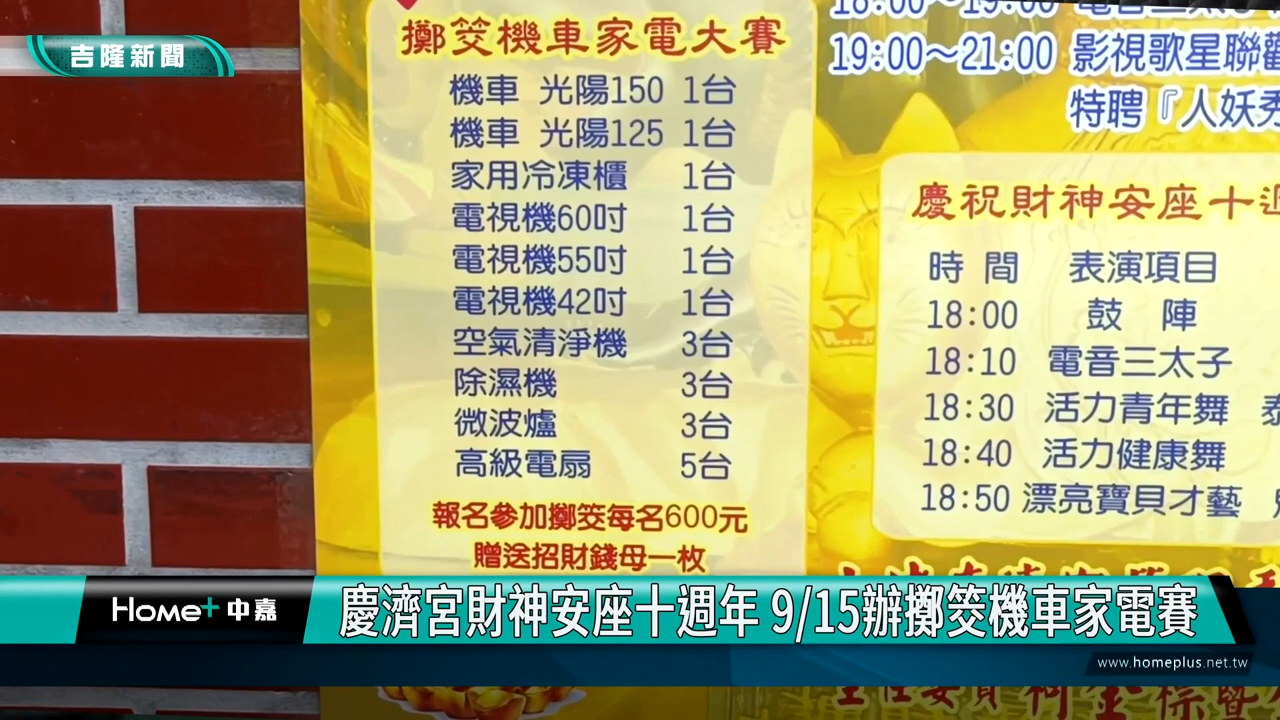 吉隆新聞
擲筊機車家電大賽
機車 光陽150 1台
機車 光陽125 1台
家用冷凍櫃 1台
電視機60吋 1台
電視機55吋 1台
電視機42吋 1台
空氣清淨機 3台
除濕機 3台
微波爐 3台
高級電扇 5台
報名參加擲筊每名600元
贈送招財錢母一枚
18:00～19:00 電音三太子
19:00～21:00 影視歌星聯歡
特聘『人妖秀
慶祝財神安座十週
時間 表演項目
18:00 鼓陣
18:10 電音三太子
18:30 活力青年舞
18:40 活力健康舞
18:50 漂亮寶貝才藝
Home+中嘉
慶濟宮財神安座十週年 9/15辦擲筊機車家電賽
www.homeplus.net.tw